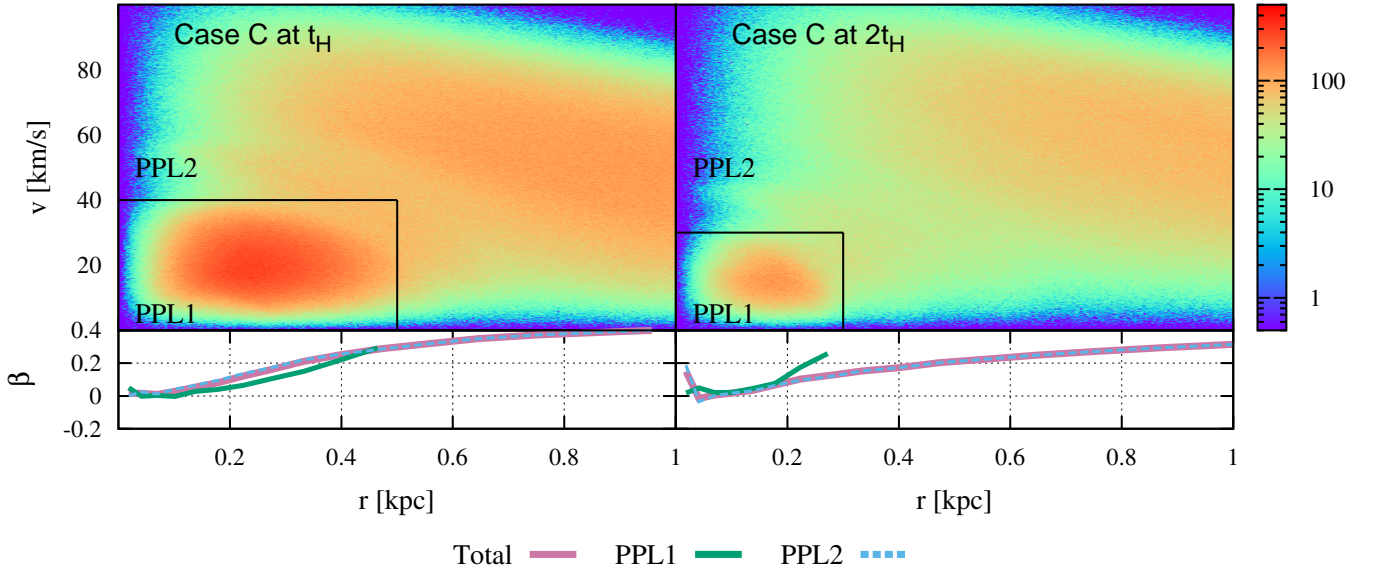 Case C at t_H
Case C at 2t_H
v [km/s]
80
60
40
20
PPL2
PPL1
PPL2
PPL1
100
10
1
β
0.4
0.2
0
-0.2
0.2 0.4 0.6 0.8 1
0.2 0.4 0.6 0.8 1
r [kpc]
r [kpc]
Total PPL1 PPL2